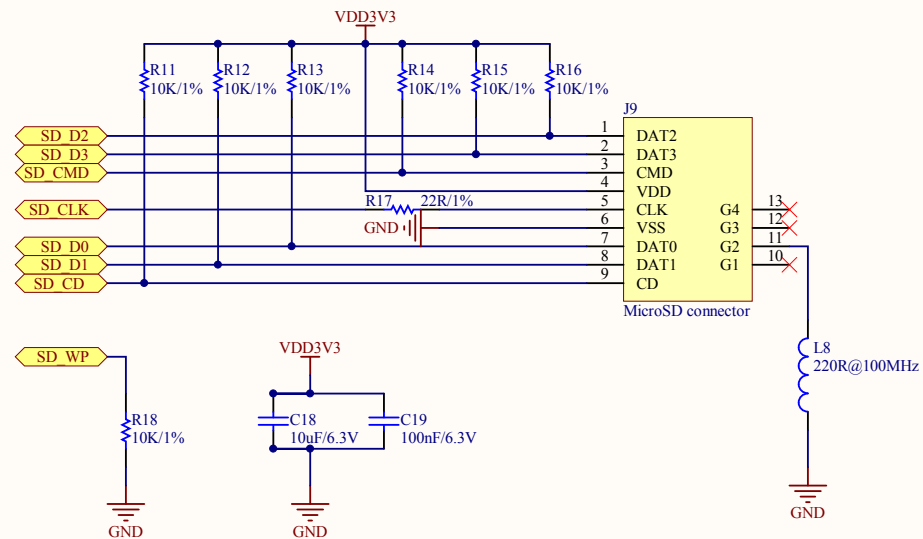 VDD3V3
R11
10K/1%
R12
10K/1%
R13
10K/1%
R14
10K/1%
R15
10K/1%
R16
10K/1%
J9
SD_D2
1
DAT2
SD_D3
2
DAT3
SD_CMD
3
CMD
4
VDD
SD_CLK
R17
22R/1%
5
CLK
G4
13
GND
6
VSS
G3
12
SD_D0
7
DAT0
G2
11
SD_D1
8
DAT1
G1
10
SD_CD
9
CD
MicroSD connector
SD_WP
VDD3V3
L8
220R@100MHz
R18
10K/1%
C18
10uF/6.3V
C19
100nF/6.3V
GND
GND
GND